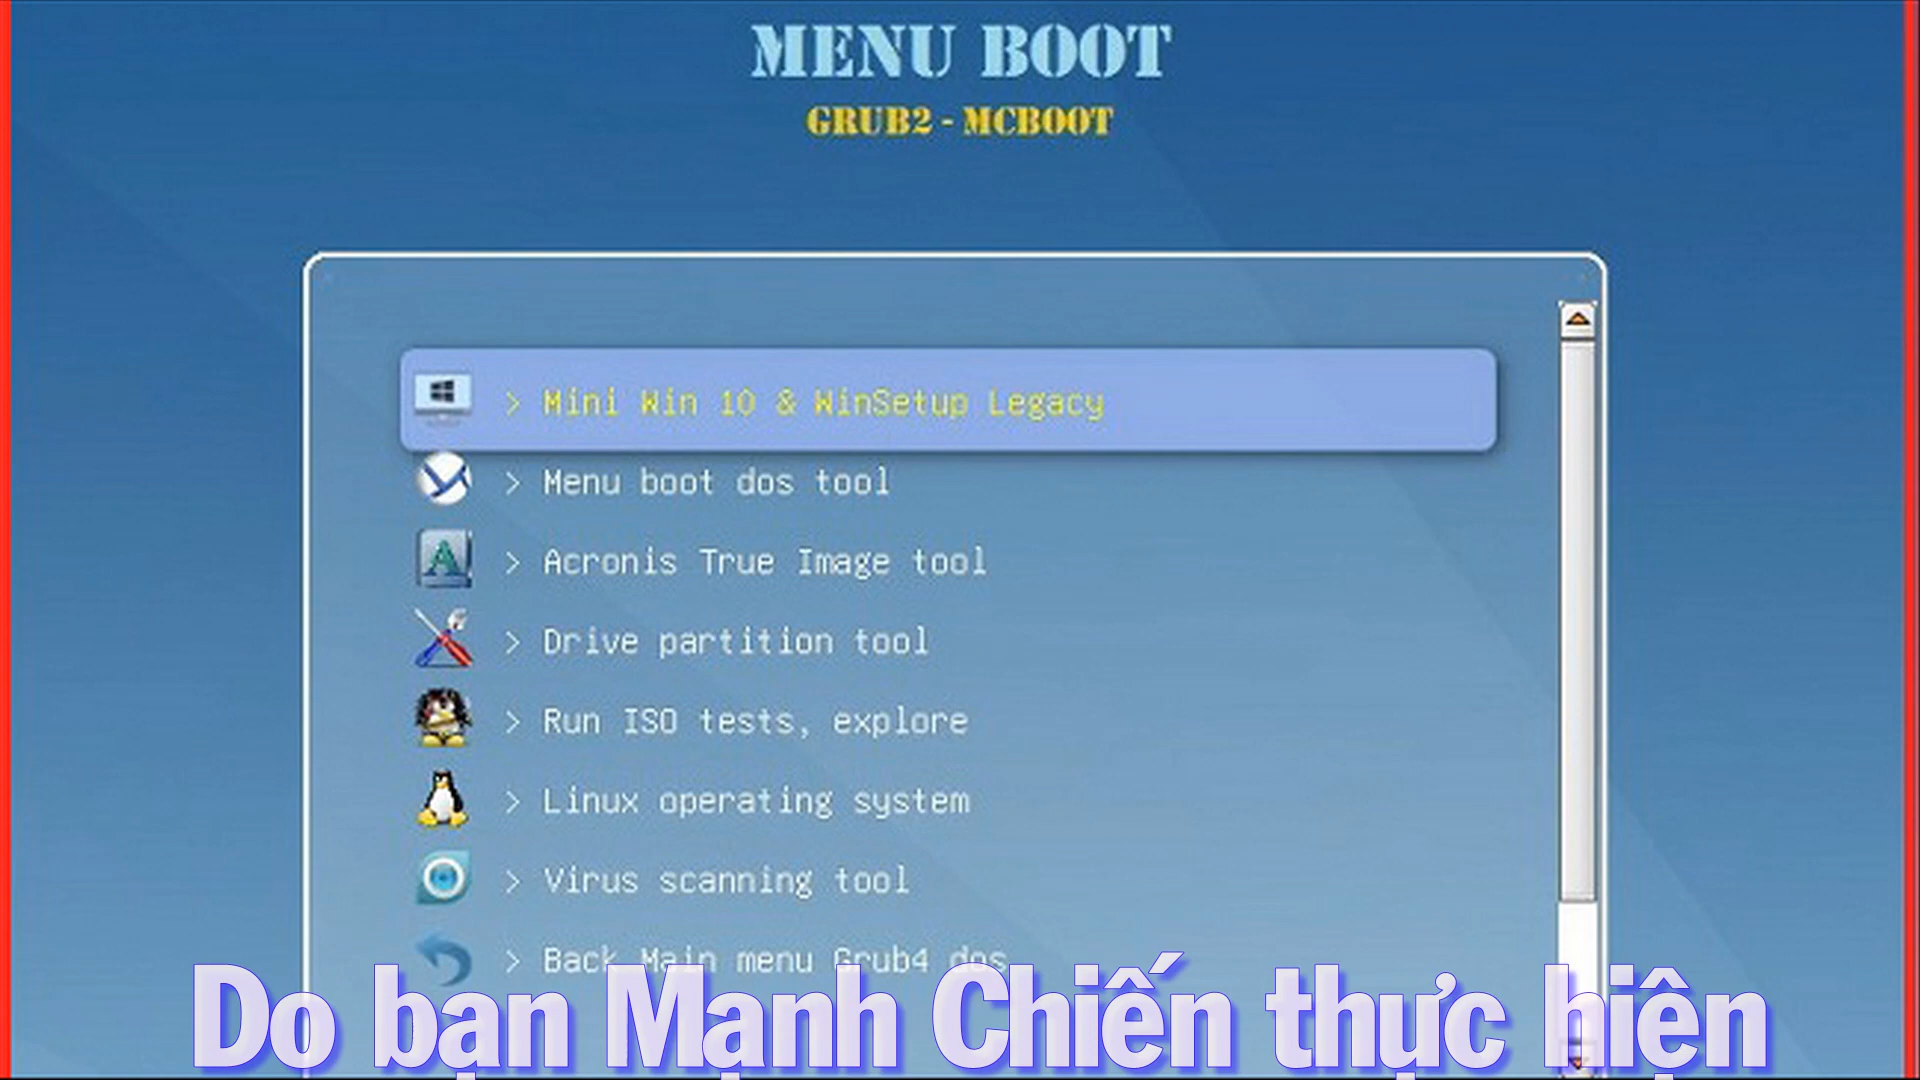 MENU BOOT
GRUB2 - MCBOOT
> Mini Win 10 & WinSetup Legacy
> Menu boot dos tool
> Acronis True Image tool
> Drive partition tool
> Run ISO tests, explore
> Linux operating system
> Virus scanning tool
> Back Main menu Grub4 dos
Do bạn Mạnh Chiến thực hiện